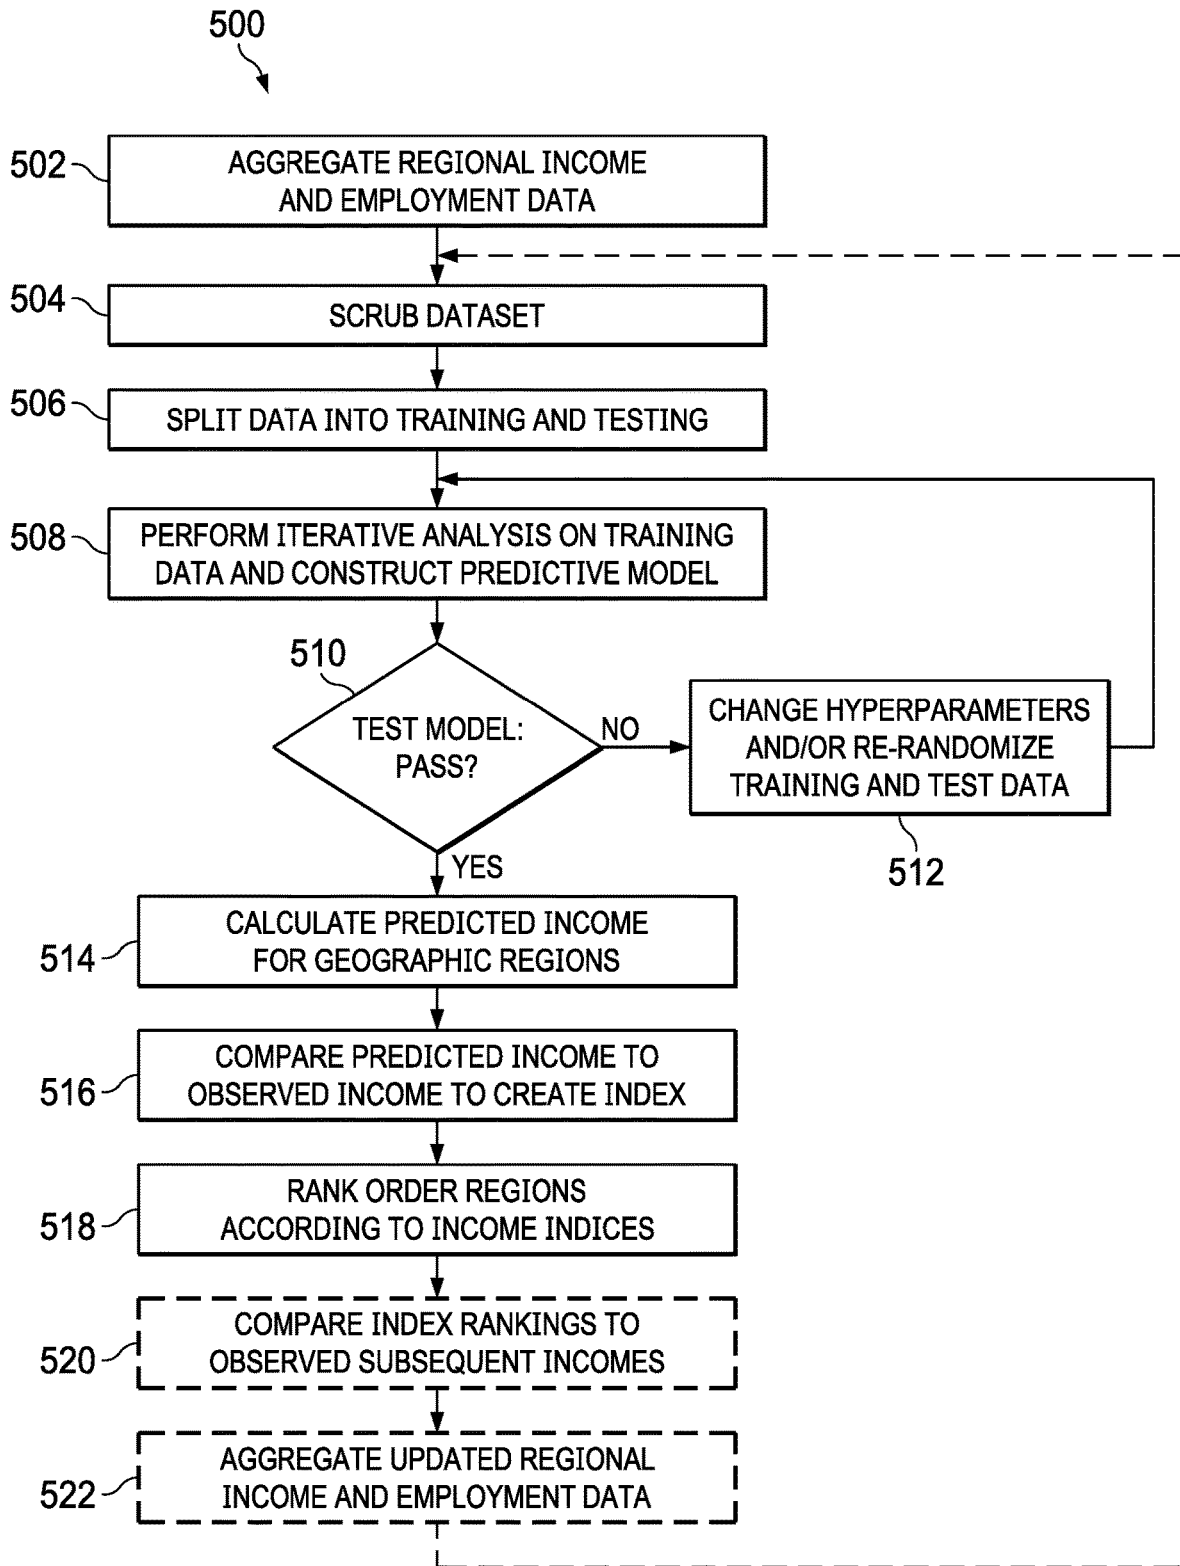 500
502
AGGREGATE REGIONAL INCOME
AND EMPLOYMENT DATA
504
SCRUB DATASET
506
SPLIT DATA INTO TRAINING AND TESTING
508
PERFORM ITERATIVE ANALYSIS ON TRAINING
DATA AND CONSTRUCT PREDICTIVE MODEL
510
TEST MODEL:
PASS?
NO
CHANGE HYPERPARAMETERS
AND/OR RE-RANDOMIZE
TRAINING AND TEST DATA
512
YES
514
CALCULATE PREDICTED INCOME
FOR GEOGRAPHIC REGIONS
516
COMPARE PREDICTED INCOME TO
OBSERVED INCOME TO CREATE INDEX
518
RANK ORDER REGIONS
ACCORDING TO INCOME INDICES
520
COMPARE INDEX RANKINGS TO
OBSERVED SUBSEQUENT INCOMES
522
AGGREGATE UPDATED REGIONAL
INCOME AND EMPLOYMENT DATA